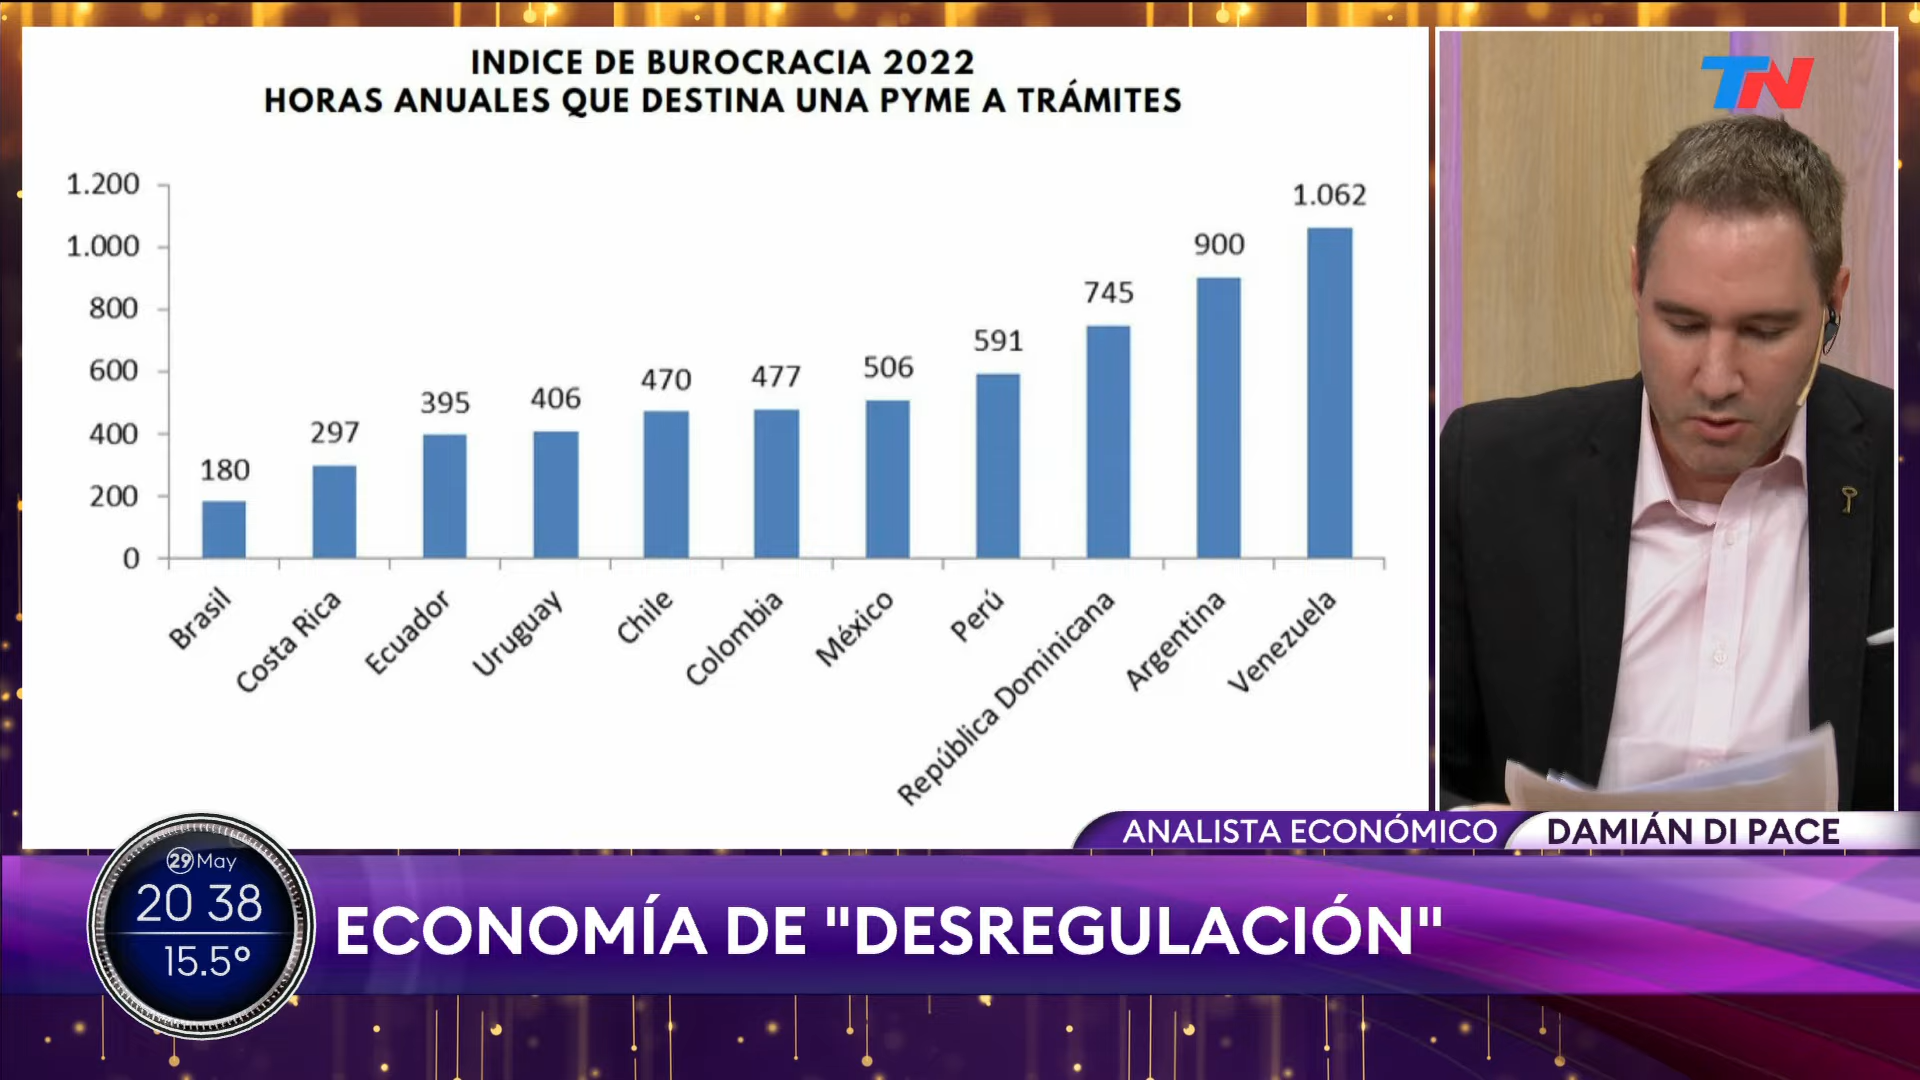 INDICE DE BUROCRACIA 2022
HORAS ANUALES QUE DESTINA UNA PYME A TRÁMITES
TN
1.200
1.000
800
600
400
200
0
180
297
395
406
470
477
506
591
745
900
1.062
Brasil
Costa Rica
Ecuador
Uruguay
Chile
Colombia
México
Perú
República Dominicana
Argentina
Venezuela
ANALISTA ECONÓMICO DAMIÁN DI PACE
29 May
20 38
15.5°
ECONOMÍA DE "DESREGULACIÓN"